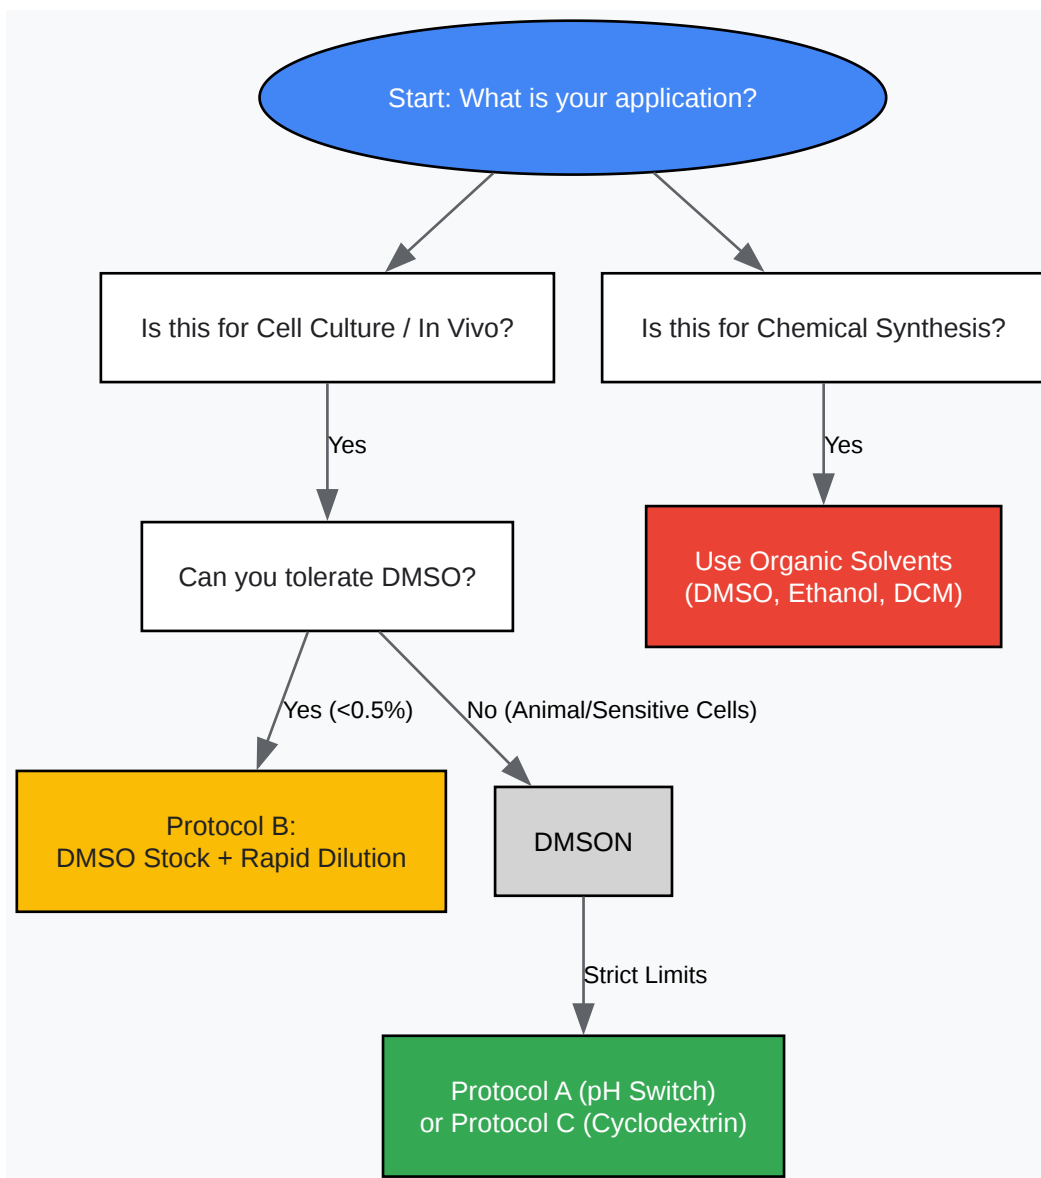 Start: What is your application?
Is this for Cell Culture / In Vivo?
Is this for Chemical Synthesis?
Yes
Yes
Can you tolerate DMSO?
Use Organic Solvents
(DMSO, Ethanol, DCM)
Yes (<0.5%)
No (Animal/Sensitive Cells)
Protocol B:
DMSO Stock + Rapid Dilution
DMSON
Strict Limits
Protocol A (pH Switch)
or Protocol C (Cyclodextrin)